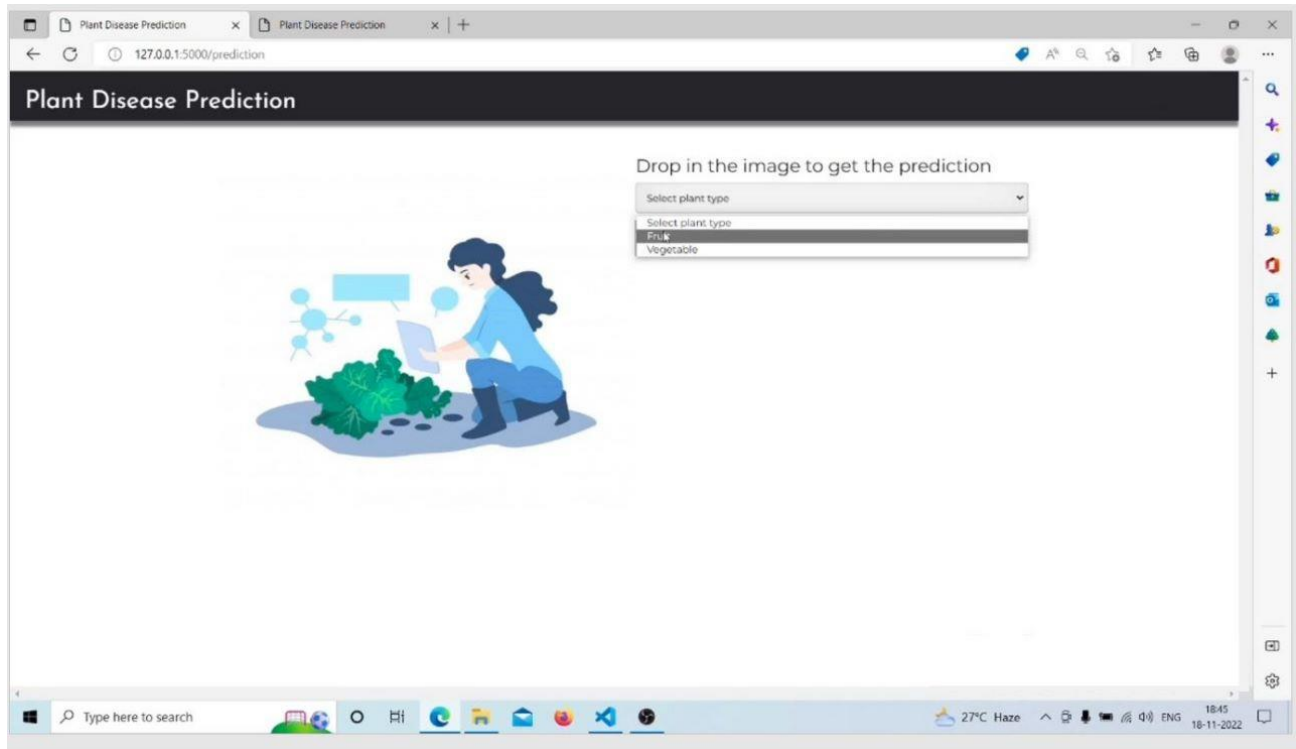 Plant Disease Prediction
Plant Disease Prediction
127.0.0.1:5000/prediction
Plant Disease Prediction
Drop in the image to get the prediction
Select plant type
Select plant type
Vegetable
Type here to search
27°C Haze
ENG
18:45
18-11-2022